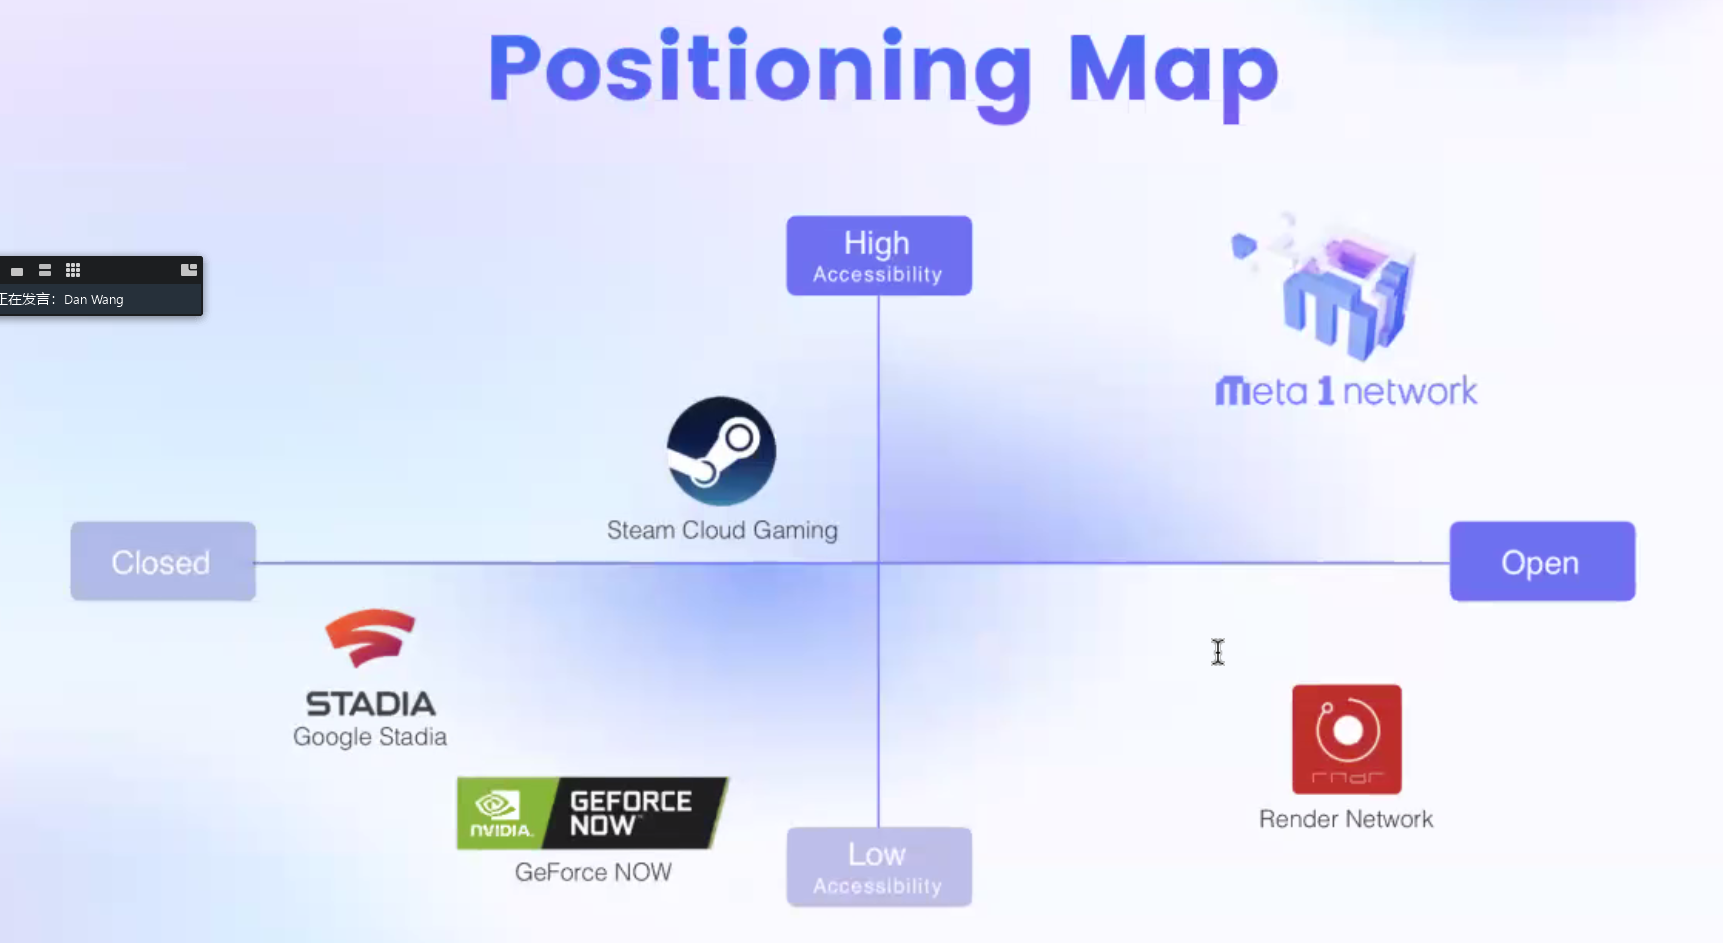 Positioning Map
High
Accessibility
正在发言: Dan Wang
Meta 1 network
Steam Cloud Gaming
Closed
Open
STADIA
Google Stadia
rndr
Render Network
NVIDIA.
GEFORCE
NOW™
GeForce NOW
Low
Accessibility